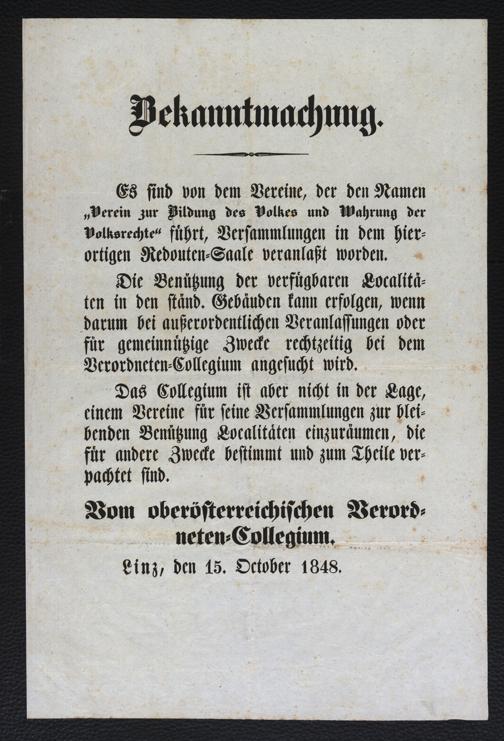 Bekanntmachung.
Es sind von dem Vereine, der den Namen
„Verein zur Bildung des Volkes und Wahrung der
Volksrechte“ führt, Versammlungen in dem hier-
ortigen Redouten-Saale veranlaßt worden.
Die Benützung der verfügbaren Localitä-
ten in den ständ. Gebäuden kann erfolgen, wenn
darum bei außerordentlichen Veranlassungen oder
für gemeinnützige Zwecke rechtzeitig bei dem
Verordneten-Collegium angesucht wird.
Das Collegium ist aber nicht in der Lage,
einem Vereine für seine Versammlungen zur blei-
benden Benützung Localitäten einzuräumen, die
für andere Zwecke bestimmt und zum Theile ver-
pachtet sind.
Vom oberösterreichischen Verord-
neten-Collegium.
Linz, den 15. October 1848.